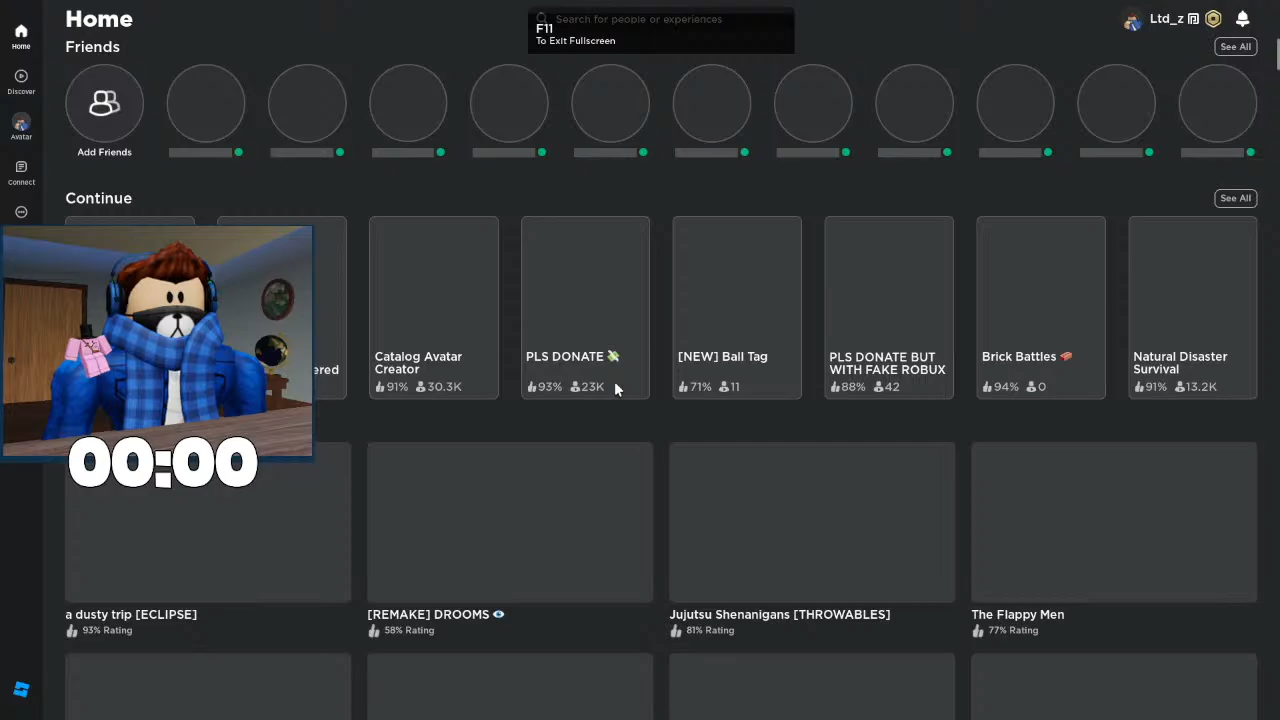 Home
Search for people or experiences
F11
To Exit Fullscreen
Ltd_z
Home
Discover
Avatar
Connect
Friends
See All
Add Friends
Continue
See All
ered
Catalog Avatar
Creator
91% 30.3K
PLS DONATE 💸
93% 23K
[NEW] Ball Tag
71% 11
PLS DONATE BUT
WITH FAKE ROBUX
88% 42
Brick Battles 🧱
94% 0
Natural Disaster
Survival
91% 13.2K
00:00
a dusty trip [ECLIPSE]
93% Rating
[REMAKE] DROOMS 👁️
58% Rating
Jujutsu Shenanigans [THROWABLES]
81% Rating
The Flappy Men
77% Rating